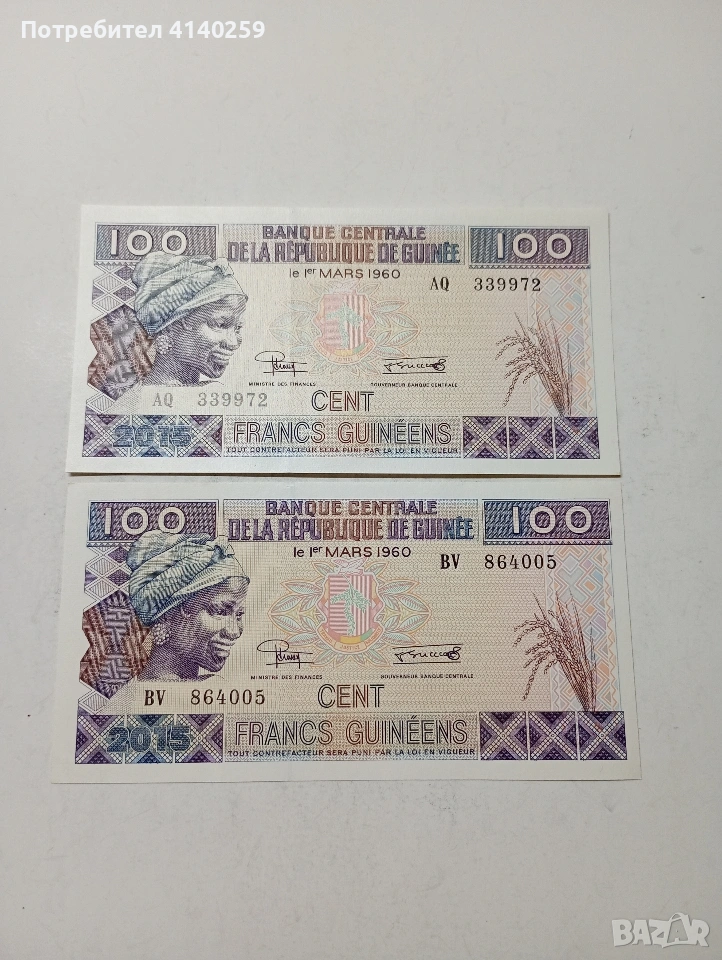 Потребител 4140259
100
BANQUE CENTRALE
100
DE LA RÉPUBLIQUE DE GUINÉE
le 1er MARS 1960
AQ 339972
MINISTRE DES FINANCES
GOUVERNEUR BANQUE CENTRALE
AQ 339972
CENT
2015
FRANCS GUINÉENS
TOUT CONTREFACTEUR SERA PUNI PAR LA LOI EN VIGUEUR
100
BANQUE CENTRALE
100
DE LA RÉPUBLIQUE DE GUINÉE
le 1er MARS 1960
BV 864005
MINISTRE DES FINANCES
GOUVERNEUR BANQUE CENTRALE
BV 864005
CENT
2015
FRANCS GUINÉENS
TOUT CONTREFACTEUR SERA PUNI PAR LA LOI EN VIGUEUR
BAZAR